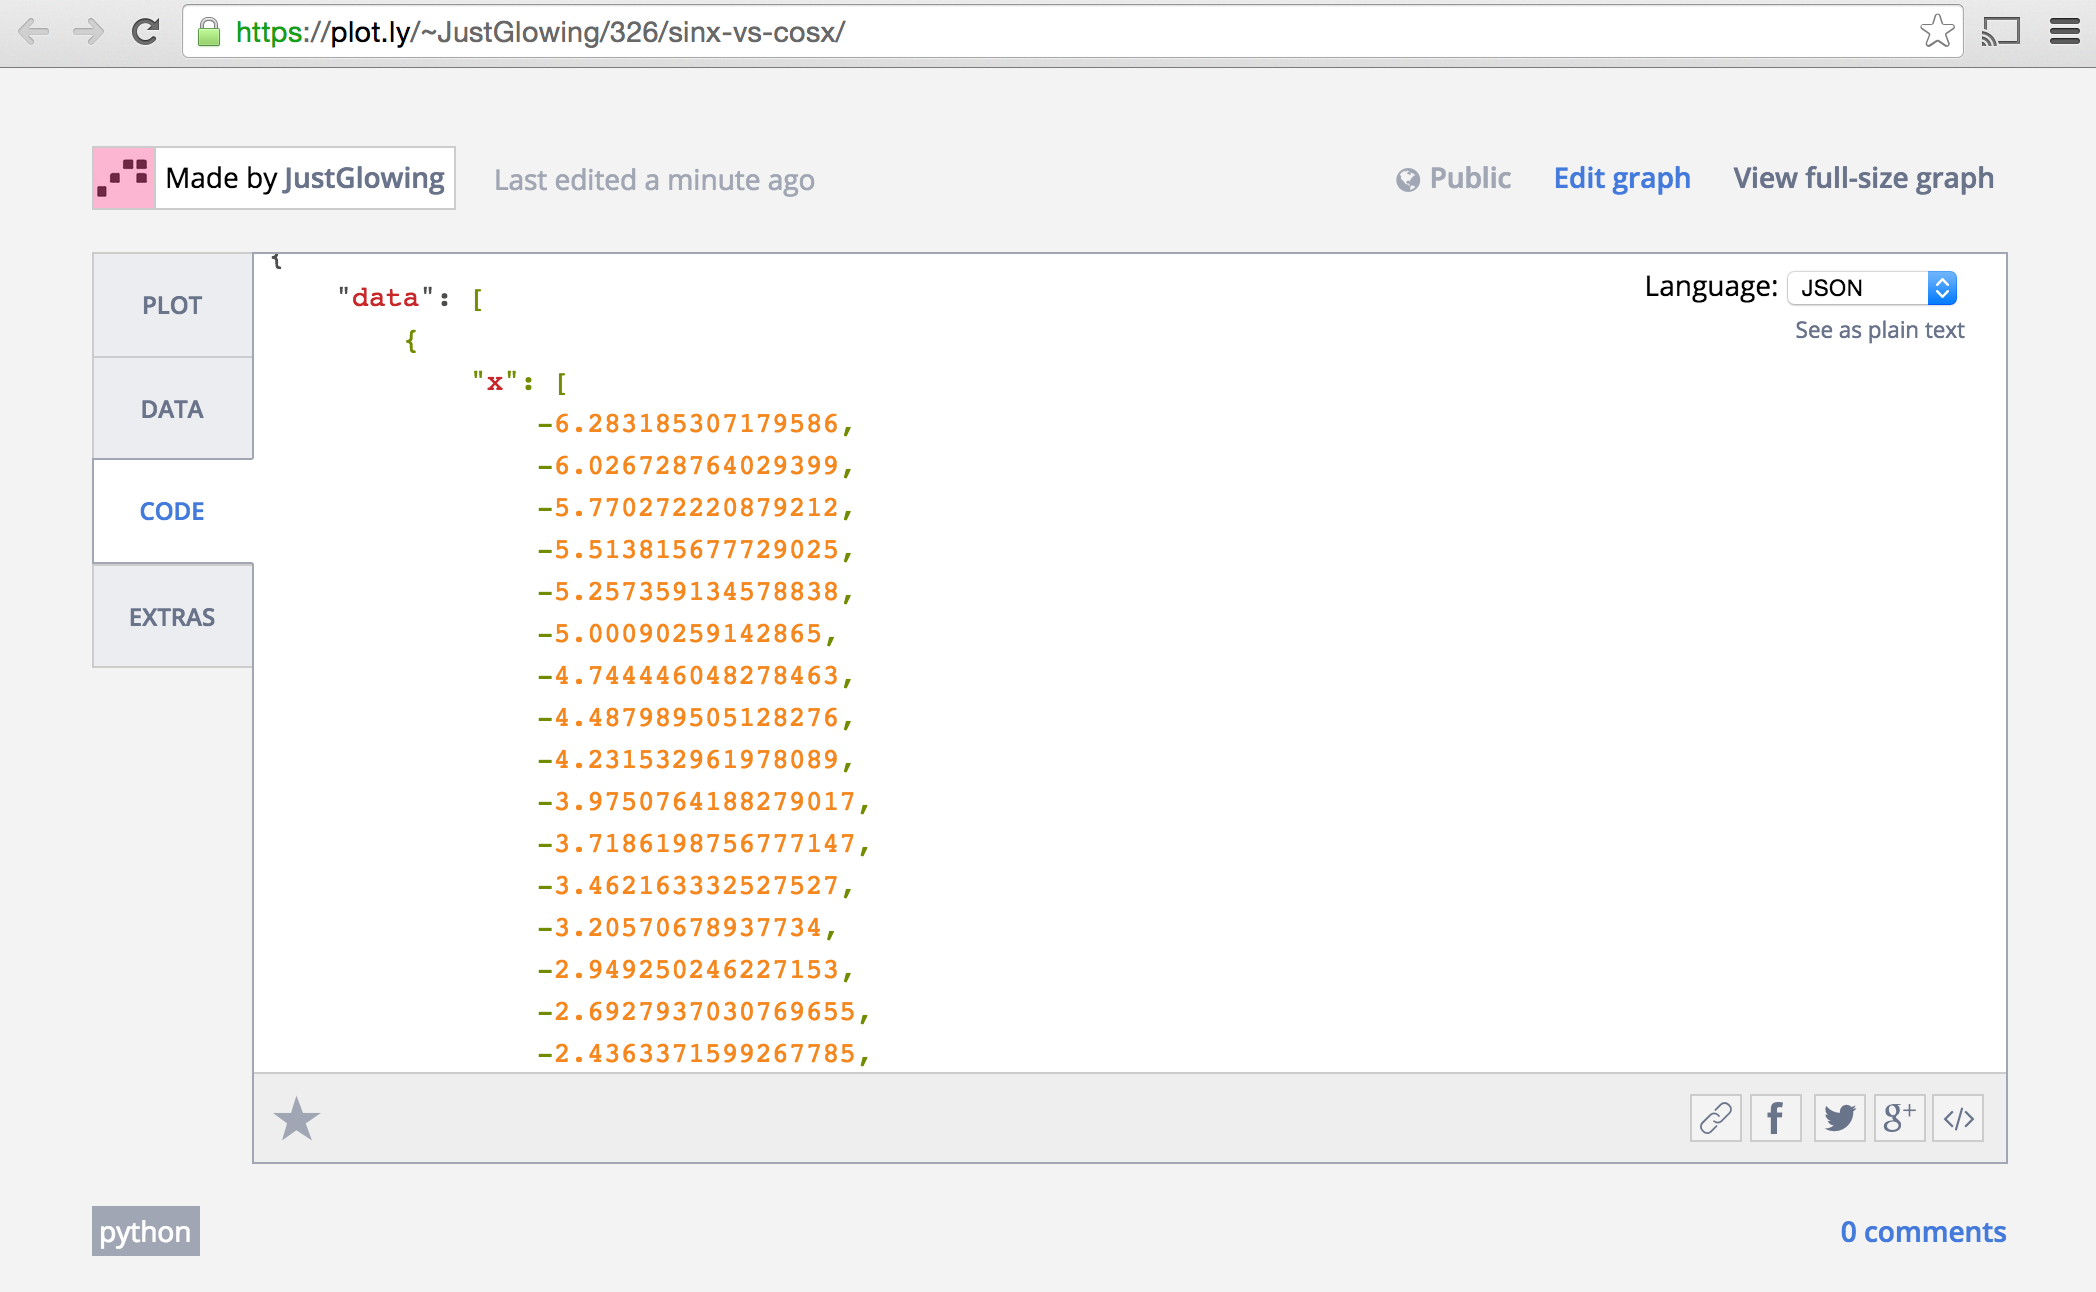 https://plot.ly/~JustGlowing/326/sinx-vs-cosx/
Made by JustGlowing
Last edited a minute ago
Public
Edit graph
View full-size graph
PLOT
DATA
CODE
EXTRAS
Language: JSON
See as plain text
{
"data": [
{
"x": [
-6.283185307179586,
-6.026728764029399,
-5.770272220879212,
-5.513815677729025,
-5.257359134578838,
-5.00090259142865,
-4.744446048278463,
-4.487989505128276,
-4.231532961978089,
-3.9750764188279017,
-3.7186198756777147,
-3.462163332527527,
-3.20570678937734,
-2.949250246227153,
-2.6927937030769655,
-2.4363371599267785,
f
g+
</>
python
0 comments